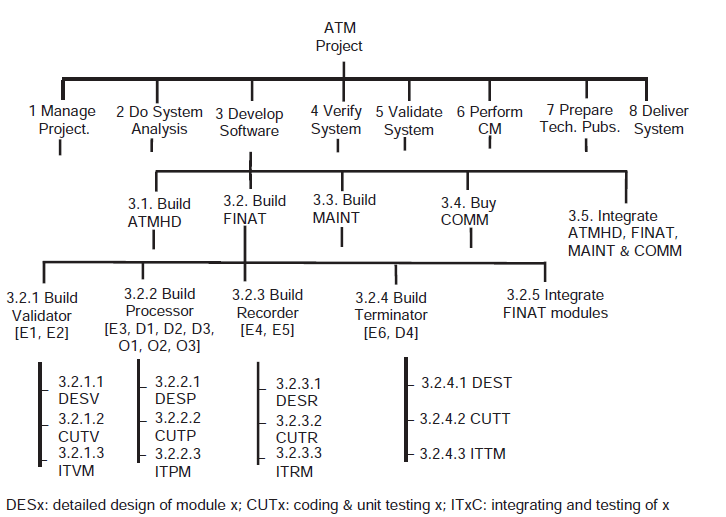 ATM
Project
1 Manage
Project.
2 Do System
Analysis
3 Develop
Software
4 Verify
System
5 Validate
System
6 Perform
CM
7 Prepare
Tech. Pubs.
8 Deliver
System
3.1. Build
ATMHD
3.2. Build
FINAT
3.3. Build
MAINT
3.4. Buy
COMM
3.5. Integrate
ATMHD, FINAT,
MAINT & COMM
3.2.1 Build
Validator
[E1, E2]
3.2.2 Build
Processor
[E3, D1, D2, D3,
O1, O2, O3]
3.2.3 Build
Recorder
[E4, E5]
3.2.4 Build
Terminator
[E6, D4]
3.2.5 Integrate
FINAT modules
3.2.1.1
DESV
3.2.1.2
CUTV
3.2.1.3
ITVM
3.2.2.1
DESP
3.2.2.2
CUTP
3.2.2.3
ITPM
3.2.3.1
DESR
3.2.3.2
CUTR
3.2.3.3
ITRM
3.2.4.1 DEST
3.2.4.2 CUTT
3.2.4.3 ITTM
DESx: detailed design of module x; CUTx: coding & unit testing x; ITxC: integrating and testing of x